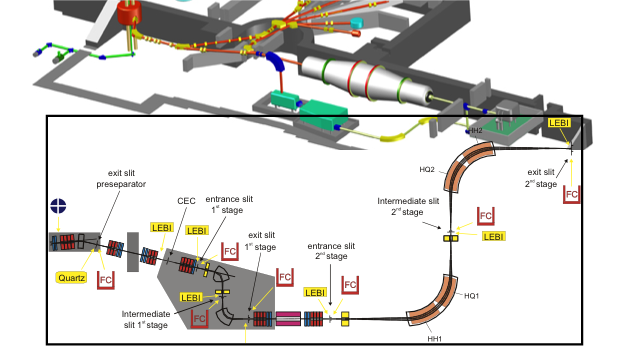 HH2
LEBI
HQ2
exit slit
2nd stage
FC
exit slit
preseparator
CEC
entrance slit
1st stage
Intermediate slit
2nd stage
FC
LEBI
LEBI
LEBI
exit slit
1st stage
entrance slit
2nd stage
FC
Quartz
FC
FC
FC
LEBI
LEBI
HQ1
Intermediate
slit 1st stage
FC
HH1